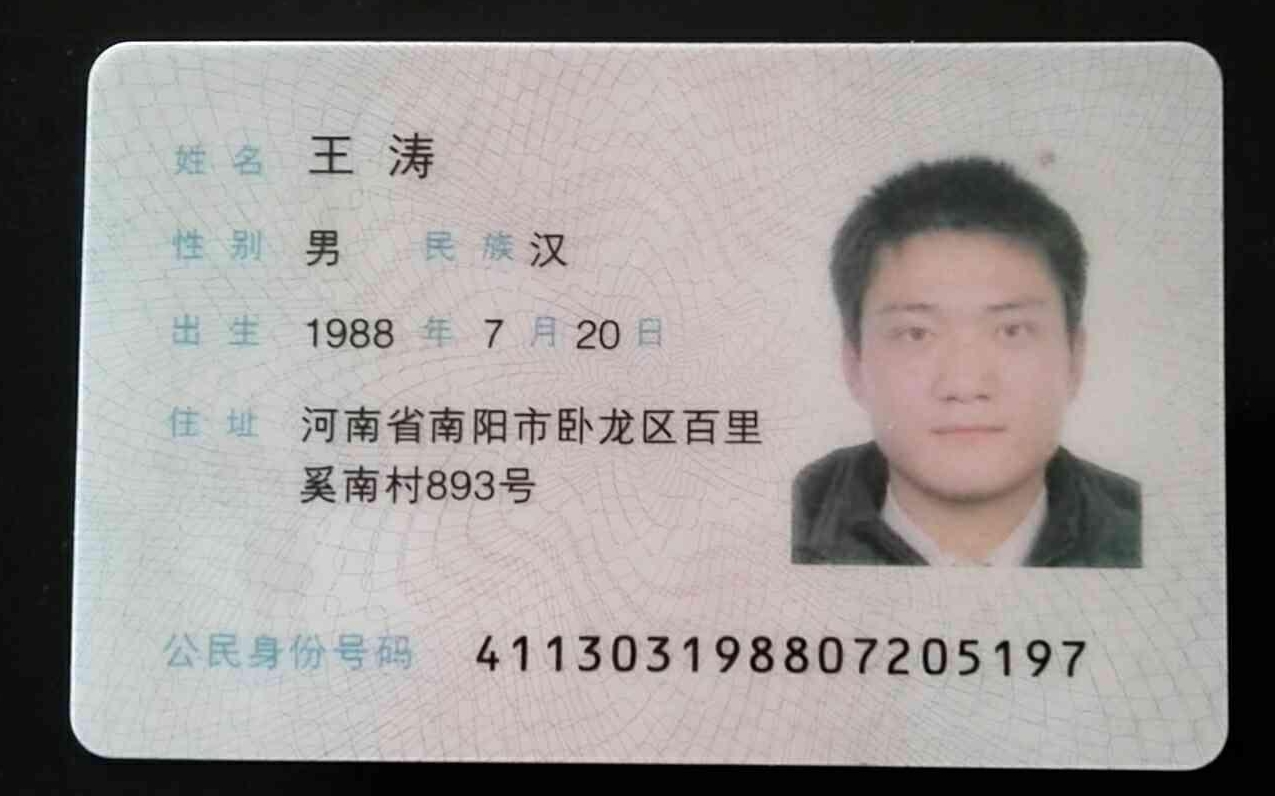 姓名 王涛
性别 男 民族 汉
出生 1988 年 7 月 20 日
住址 河南省南阳市卧龙区百里
奚南村893号
公民身份号码 411303198807205197